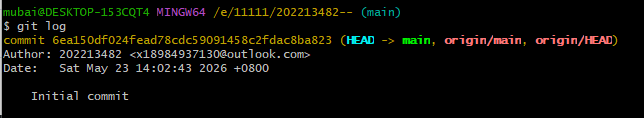 mubai@DESKTOP-153CQT4 MINGW64 /e/11111/202213482-- (main)
$ git log
commit 6ea150df024fead78cdc59091458c2fdac8ba823 (HEAD -> main, origin/main, origin/HEAD)
Author: 202213482 <x18984937130@outlook.com>
Date:   Sat May 23 14:02:43 2026 +0800
    Initial commit